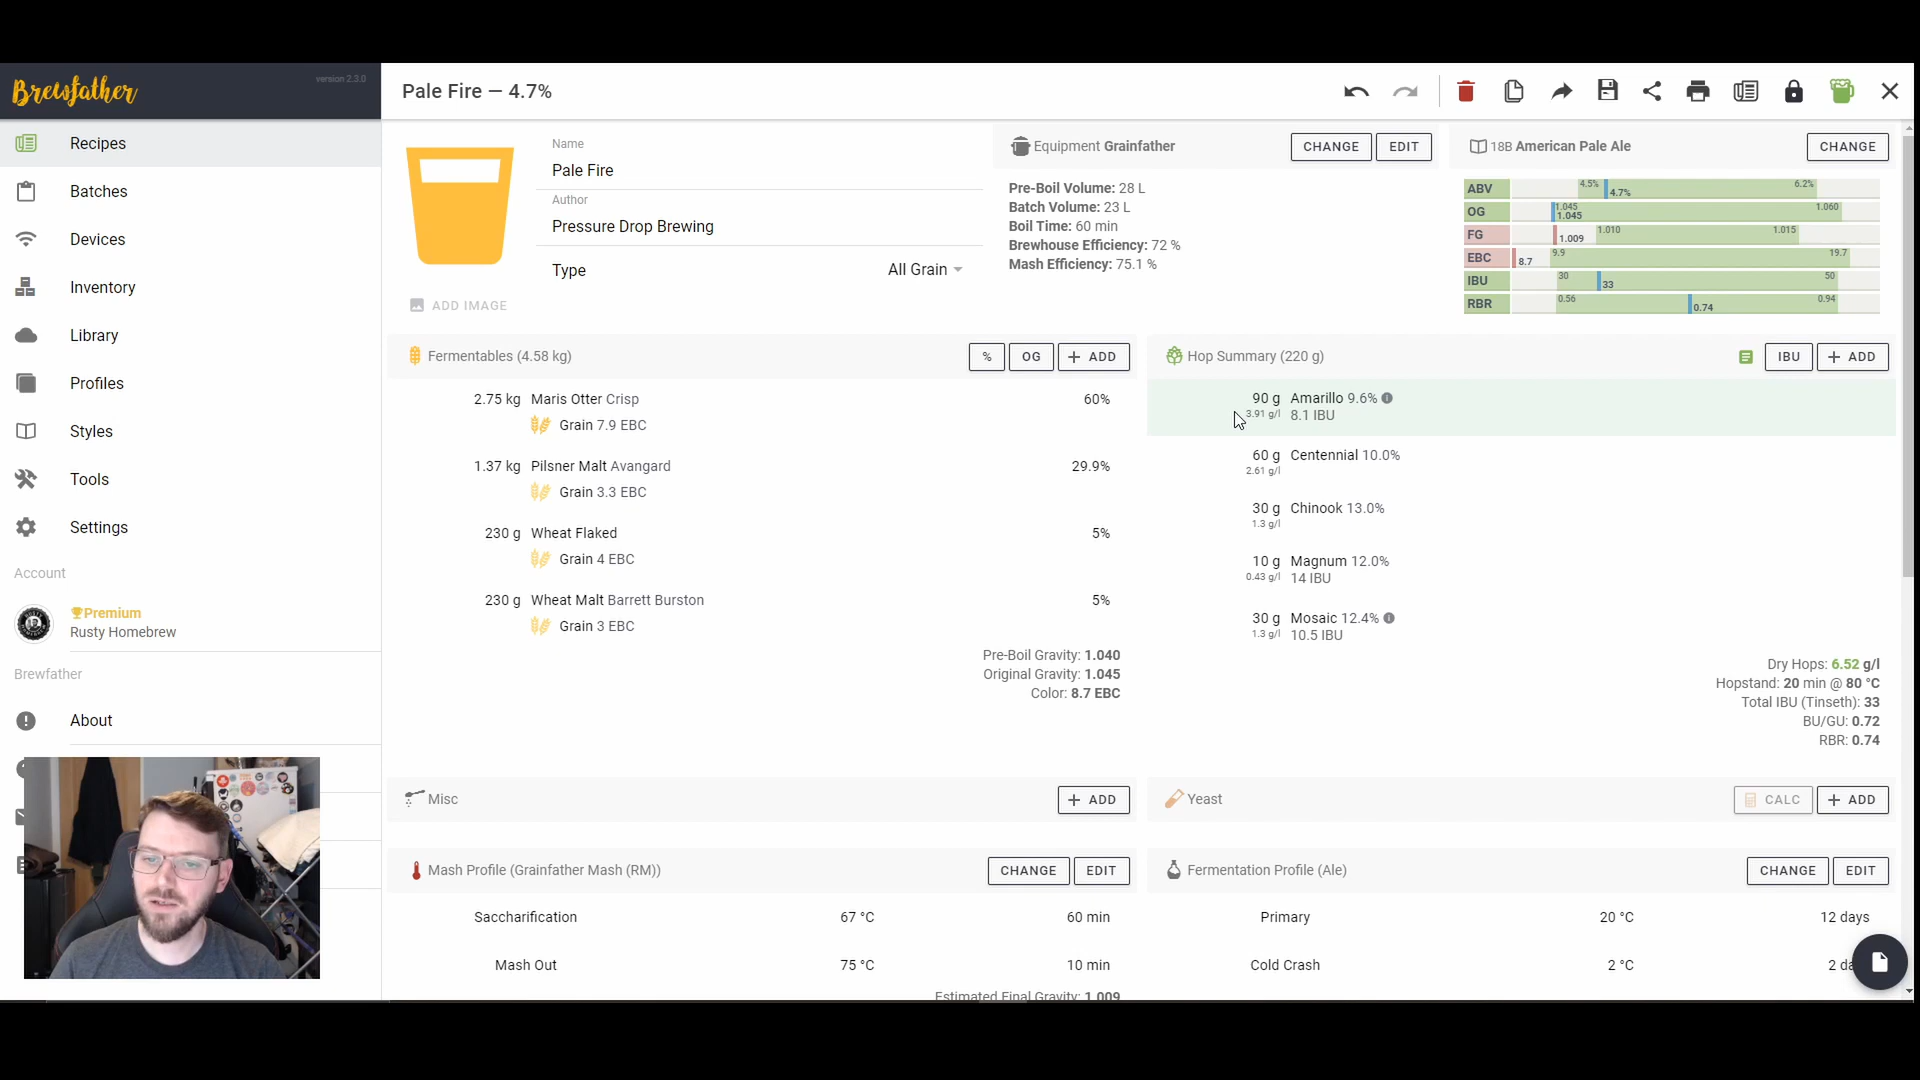 Brewfather
version 2.3.0
Pale Fire — 4.7%
Recipes
Batches
Devices
Inventory
Library
Profiles
Styles
Tools
Settings
Account
Premium
Rusty Homebrew
Brewfather
About
Name
Pale Fire
Author
Pressure Drop Brewing
Type
All Grain
ADD IMAGE
Equipment Grainfather
CHANGE
EDIT
Pre-Boil Volume: 28 L
Batch Volume: 23 L
Boil Time: 60 min
Brewhouse Efficiency: 72 %
Mash Efficiency: 75.1 %
18B American Pale Ale
CHANGE
ABV 4.5% 4.7% 6.2%
OG 1.045 1.045 1.060
FG 1.009 1.010 1.015
EBC 8.7 9.9 19.7
IBU 30 33 50
RBR 0.56 0.74 0.94
Fermentables (4.58 kg)
%
OG
+ ADD
2.75 kg Maris Otter Crisp 60%
Grain 7.9 EBC
1.37 kg Pilsner Malt Avangard 29.9%
Grain 3.3 EBC
230 g Wheat Flaked 5%
Grain 4 EBC
230 g Wheat Malt Barrett Burston 5%
Grain 3 EBC
Pre-Boil Gravity: 1.040
Original Gravity: 1.045
Color: 8.7 EBC
Hop Summary (220 g)
IBU
+ ADD
90 g Amarillo 9.6%
3.91 g/l 8.1 IBU
60 g Centennial 10.0%
2.61 g/l
30 g Chinook 13.0%
1.3 g/l
10 g Magnum 12.0%
0.43 g/l 14 IBU
30 g Mosaic 12.4%
1.3 g/l 10.5 IBU
Dry Hops: 6.52 g/l
Hopstand: 20 min @ 80 °C
Total IBU (Tinseth): 33
BU/GU: 0.72
RBR: 0.74
Misc
+ ADD
Yeast
CALC
+ ADD
Mash Profile (Grainfather Mash (RM))
CHANGE
EDIT
Saccharification 67 °C 60 min
Mash Out 75 °C 10 min
Estimated Final Gravity: 1.009
Fermentation Profile (Ale)
CHANGE
EDIT
Primary 20 °C 12 days
Cold Crash 2 °C 2